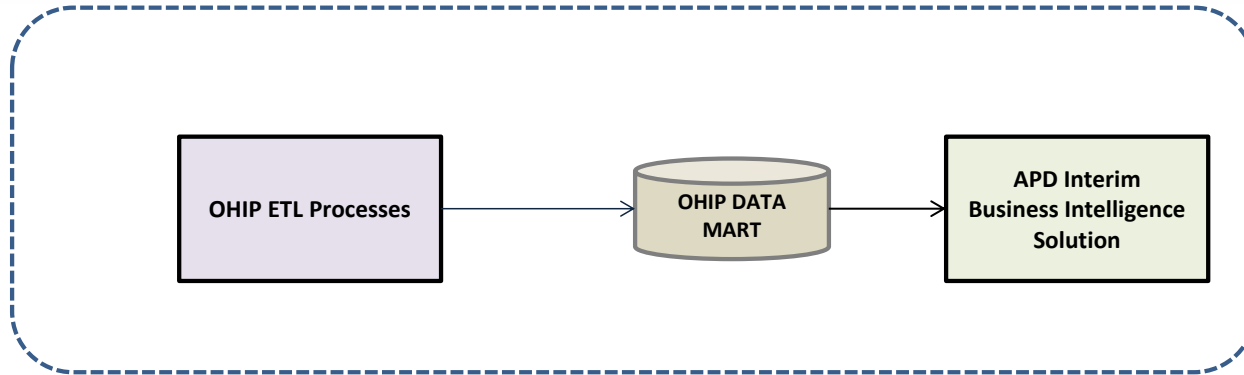 OHIP ETL Processes
OHIP DATA
MART
APD Interim
Business Intelligence
Solution